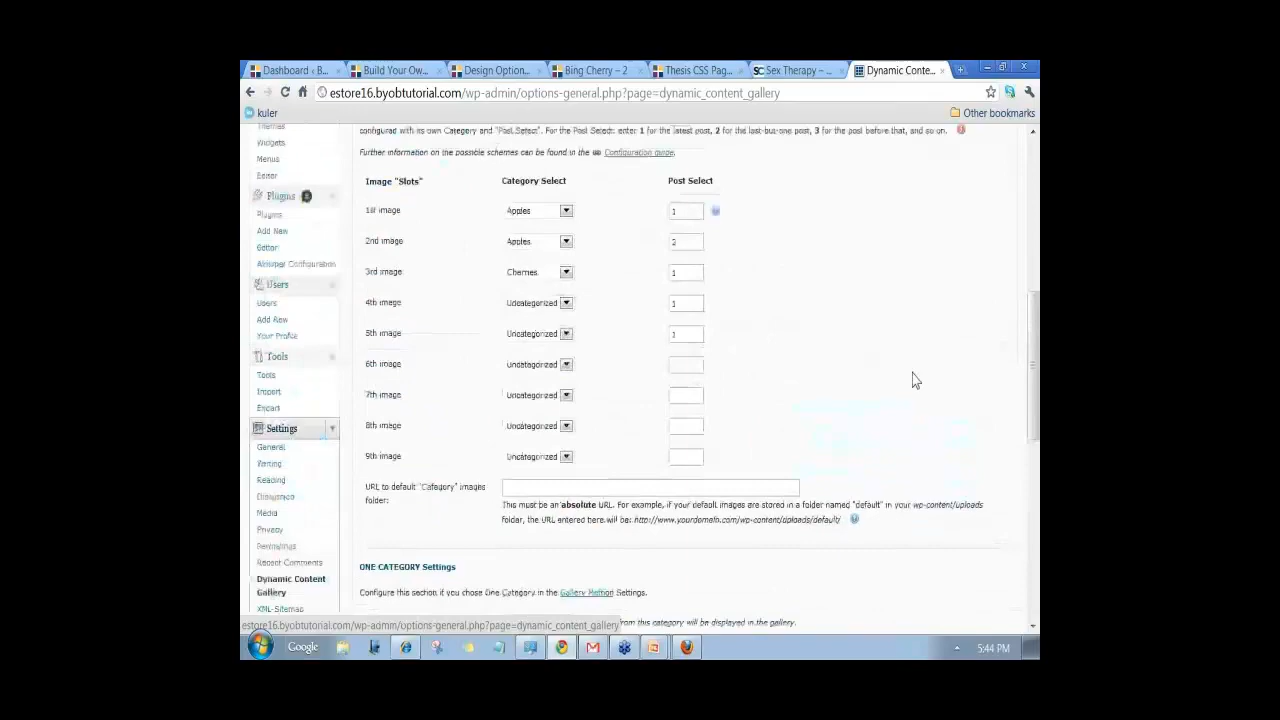 Dashboard ‹ B...
Build Your Ow...
Design Option...
Bing Cherry – 2
Thesis CSS Pag...
SC Sex Therapy – ...
Dynamic Conte...
estore16.byobtutorial.com/wp-admin/options-general.php?page=dynamic_content_gallery
kuler
Other bookmarks
Themes
Widgets
Menus
Editor
Plugins
Plugins
Add New
Editor
Akismet Configuration
Users
Users
Add New
Your Profile
Tools
Tools
Import
Export
Settings
General
Writing
Reading
Discussion
Media
Privacy
Permalinks
Recent Comments
Dynamic Content
Gallery
XML-Sitemap
configured with its own Category and "Post Select". For the Post Select: enter 1 for the latest post, 2 for the last-but-one post, 3 for the post before that, and so on.
Further information on the possible schemes can be found in the Configuration guide.
Image "Slots" Category Select Post Select
1st image Apples 1
2nd image Apples 2
3rd image Cherries 1
4th image Uncategorized 1
5th image Uncategorized 1
6th image Uncategorized
7th image Uncategorized
8th image Uncategorized
9th image Uncategorized
URL to default "Category" images
folder:
This must be an absolute URL. For example, if your default images are stored in a folder named "default" in your wp-content/uploads
folder, the URL entered here will be: http://www.yourdomain.com/wp-content/uploads/default/
ONE CATEGORY Settings
Configure this section if you chose One Category in the Gallery Method Settings.
from this category will be displayed in the gallery.
estore16.byobtutorial.com/wp-admin/options-general.php?page=dynamic_content_gallery
Google
5:44 PM